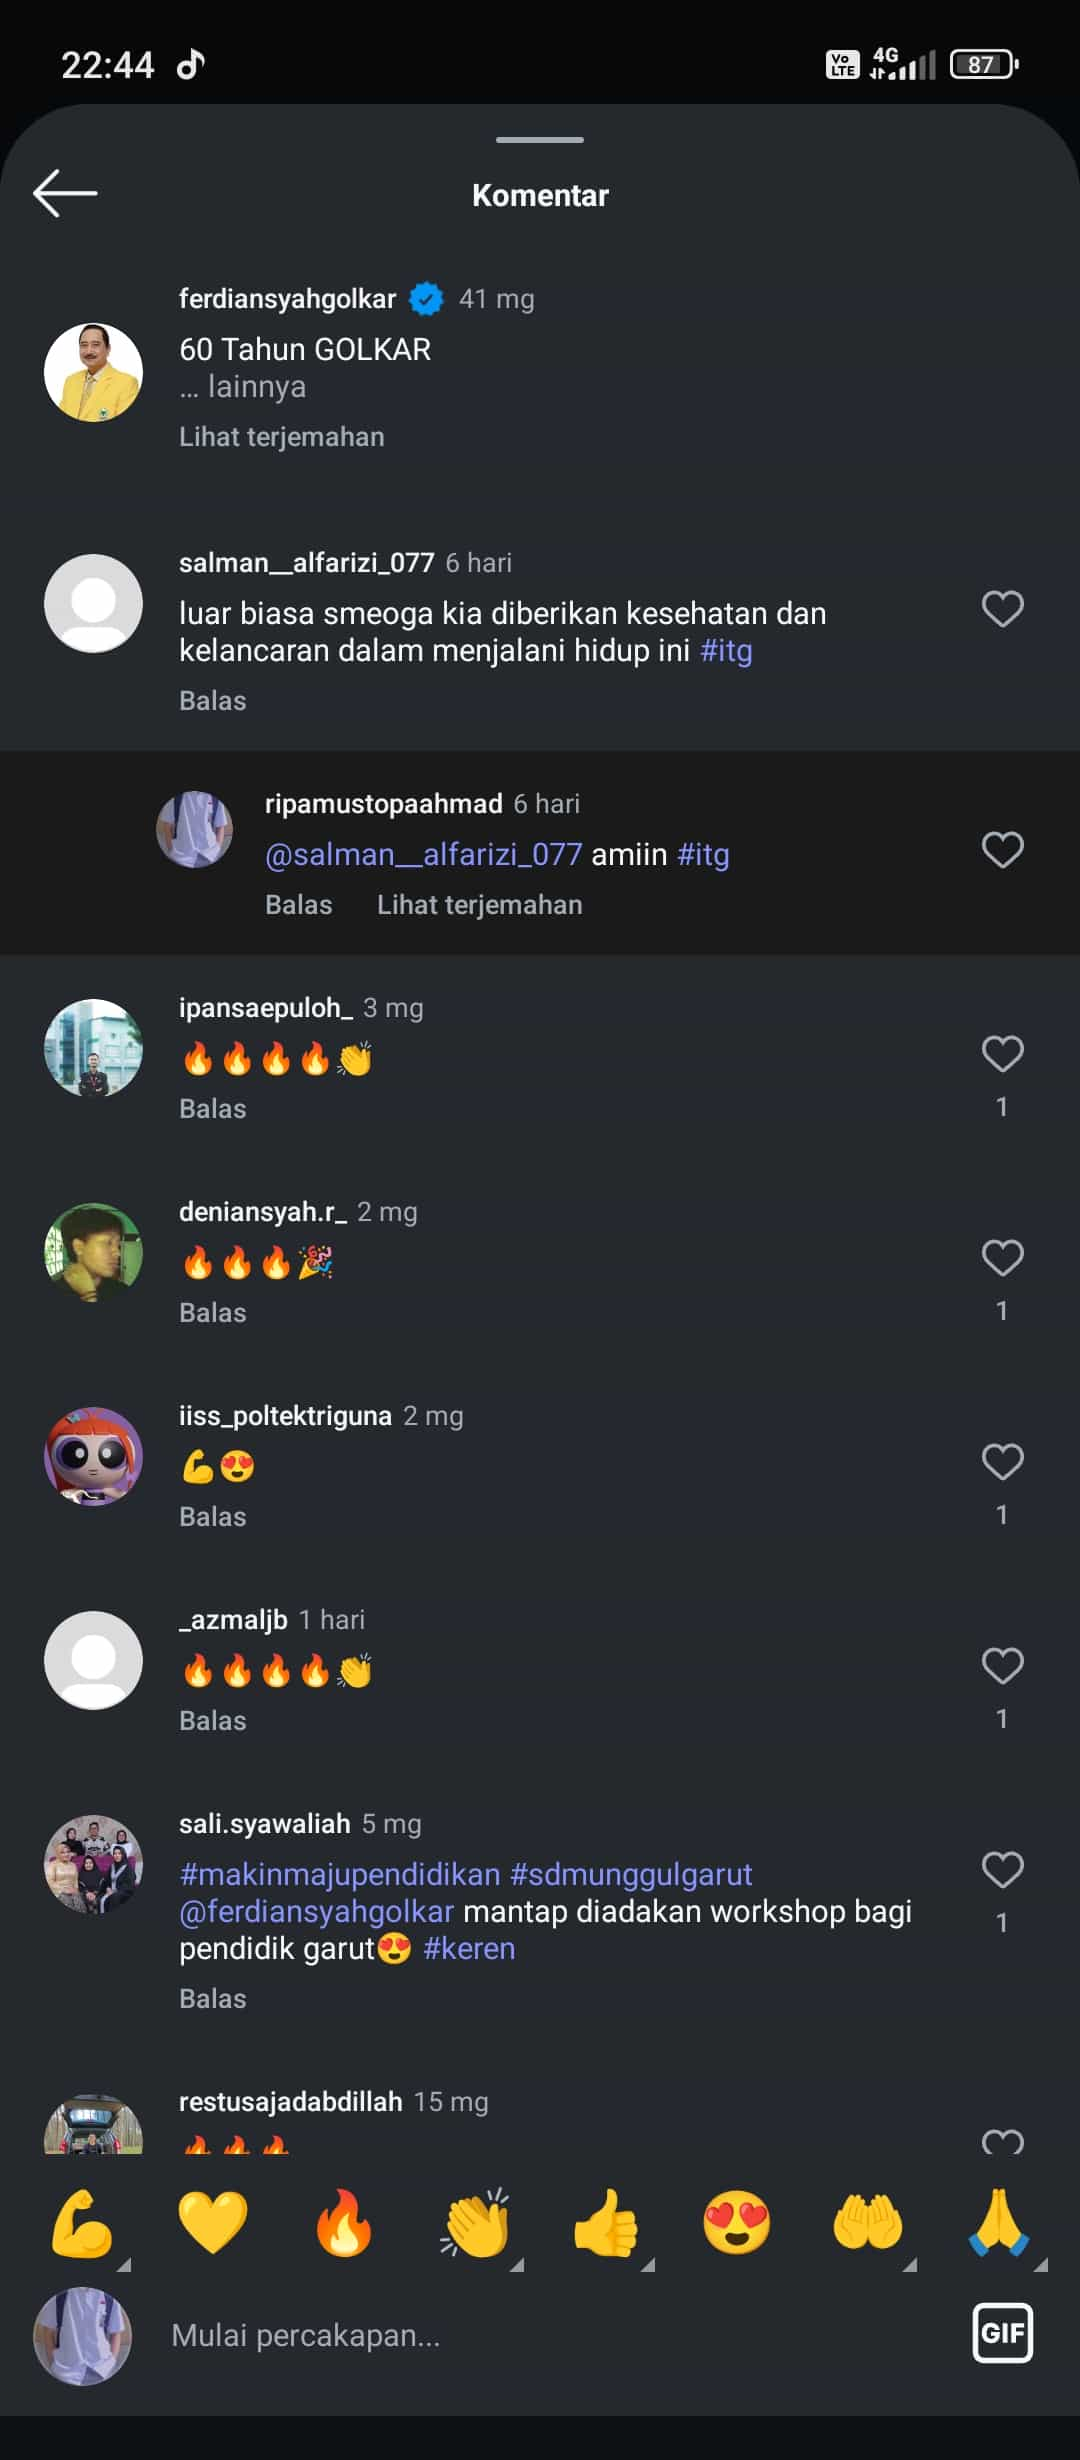 22:44
Vo LTE 4G 87
Komentar
ferdiansyahgolkar 41 mg
60 Tahun GOLKAR
... lainnya
Lihat terjemahan
salman__alfarizi_077 6 hari
luar biasa smeoga kia diberikan kesehatan dan
kelancaran dalam menjalani hidup ini #itg
Balas
ripamustopaahmad 6 hari
@salman__alfarizi_077 amiin #itg
Balas Lihat terjemahan
ipansaepuloh_ 3 mg
🔥🔥🔥🔥👏
Balas
1
deniansyah.r_ 2 mg
🔥🔥🔥🎉
Balas
1
iiss_poltektriguna 2 mg
💪😍
Balas
1
_azmaljb 1 hari
🔥🔥🔥🔥👏
Balas
1
sali.syawaliah 5 mg
#makinmajupendidikan #sdmunggulgarut
@ferdiansyahgolkar mantap diadakan workshop bagi
pendidik garut😍 #keren
1
Balas
restusajadabdillah 15 mg
🔥🔥🔥
💪💛🔥👏👍😍🤲🙏
Mulai percakapan...
GIF